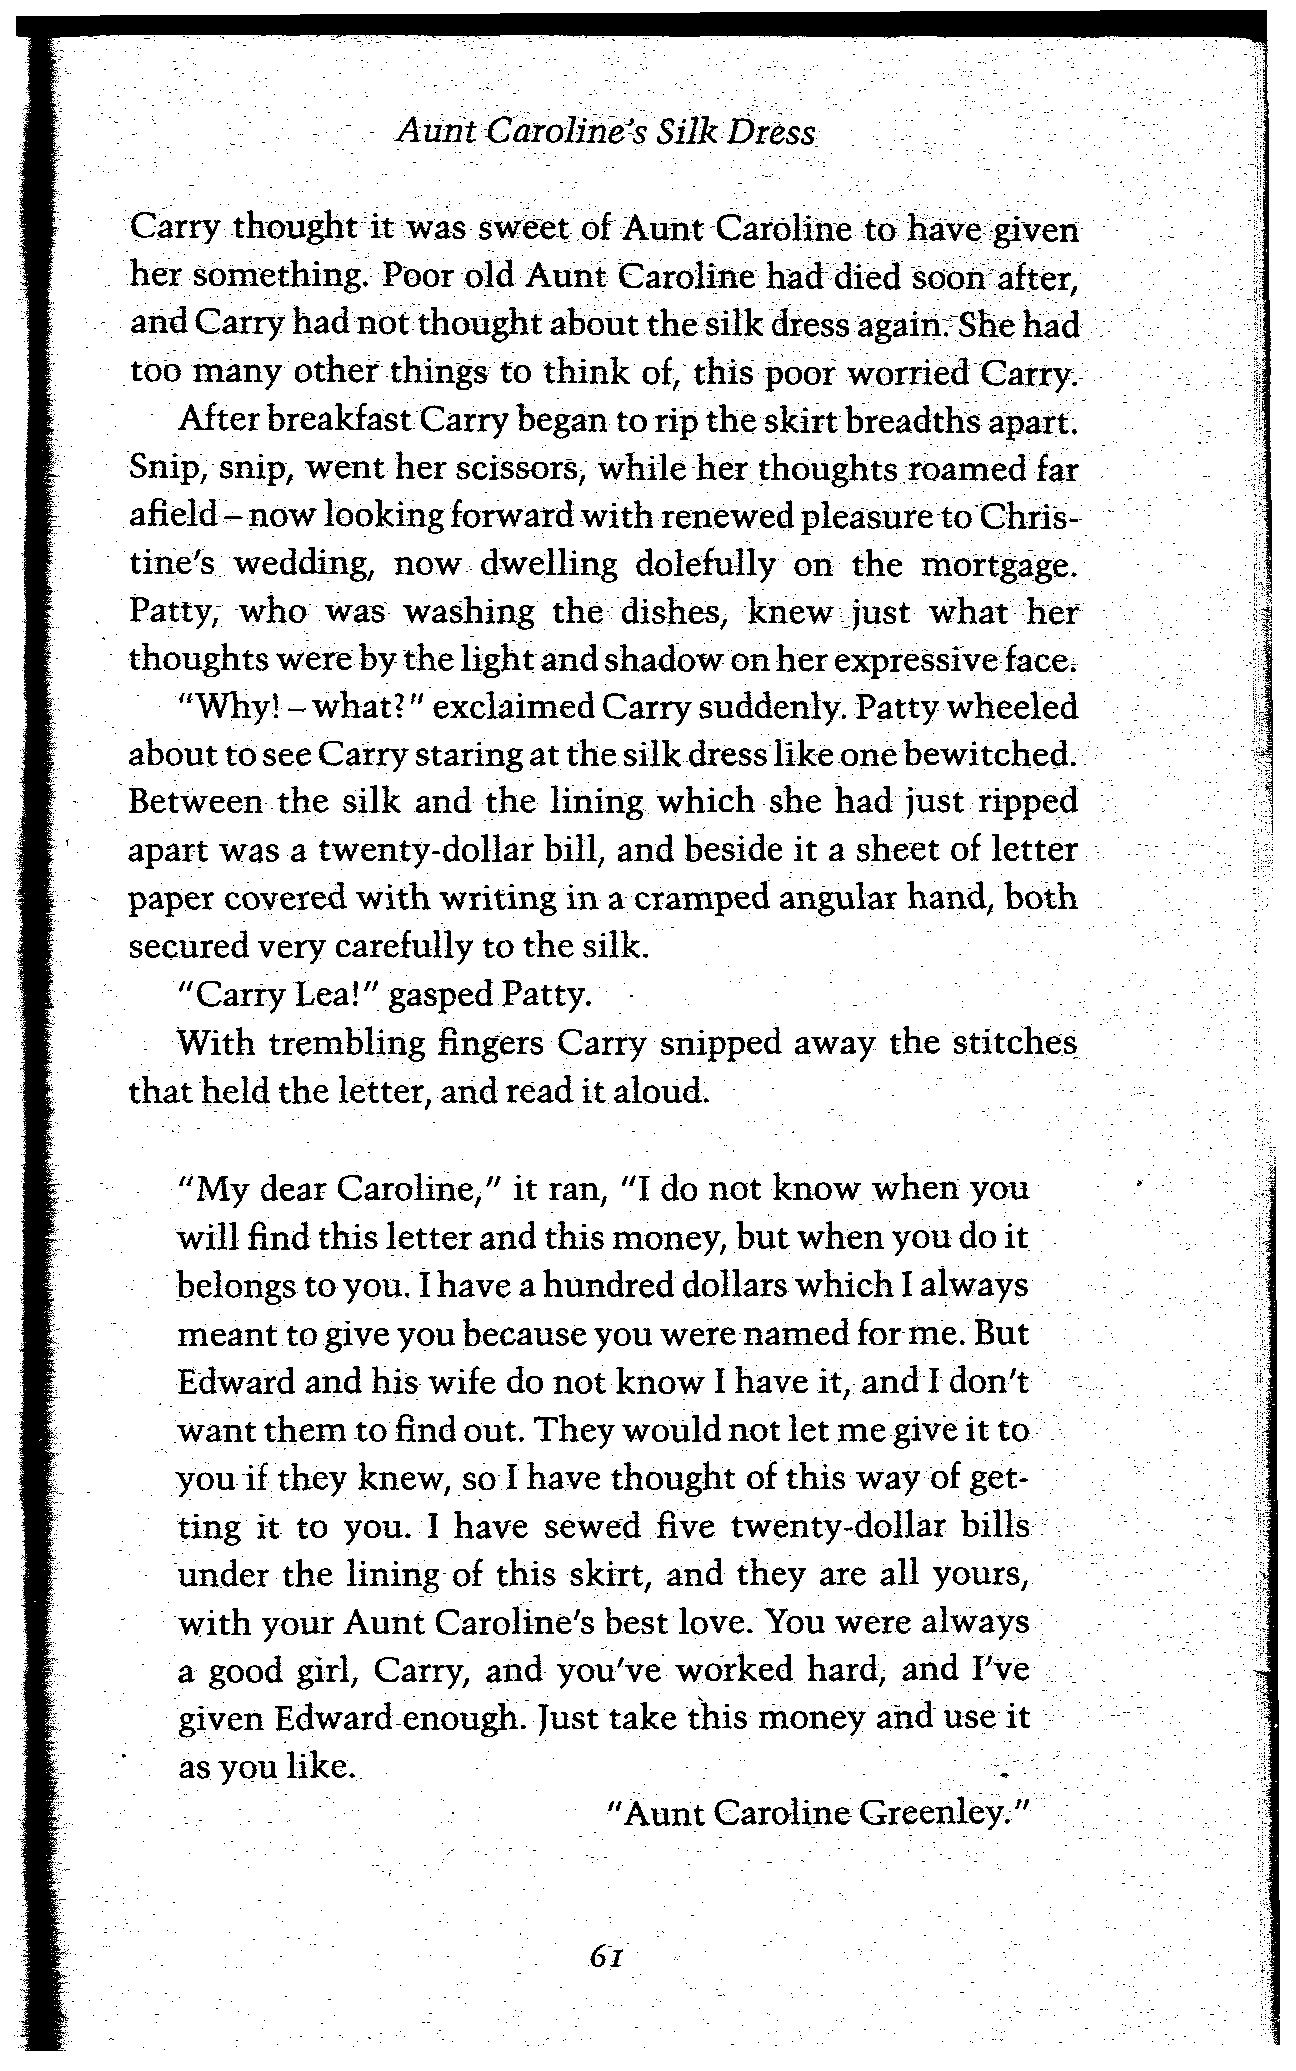 Aunt Caroline's Silk Dress
Carry thought it was sweet of Aunt Caroline to have given
her something. Poor old Aunt Caroline had died soon after,
and Carry had not thought about the silk dress again. She had
too many other things to think of, this poor worried Carry.
After breakfast Carry began to rip the skirt breadths apart.
Snip, snip, went her scissors, while her thoughts roamed far
afield – now looking forward with renewed pleasure to Chris-
tine's wedding, now dwelling dolefully on the mortgage.
Patty, who was washing the dishes, knew just what her
thoughts were by the light and shadow on her expressive face.
"Why! – what?" exclaimed Carry suddenly. Patty wheeled
about to see Carry staring at the silk dress like one bewitched.
Between the silk and the lining which she had just ripped
apart was a twenty-dollar bill, and beside it a sheet of letter
paper covered with writing in a cramped angular hand, both
secured very carefully to the silk.
"Carry Lea!" gasped Patty.
With trembling fingers Carry snipped away the stitches
that held the letter, and read it aloud.
"My dear Caroline," it ran, "I do not know when you
will find this letter and this money, but when you do it
belongs to you. I have a hundred dollars which I always
meant to give you because you were named for me. But
Edward and his wife do not know I have it, and I don't
want them to find out. They would not let me give it to
you if they knew, so I have thought of this way of get-
ting it to you. I have sewed five twenty-dollar bills
under the lining of this skirt, and they are all yours,
with your Aunt Caroline's best love. You were always
a good girl, Carry, and you've worked hard, and I've
given Edward enough. Just take this money and use it
as you like.
"Aunt Caroline Greenley."
61